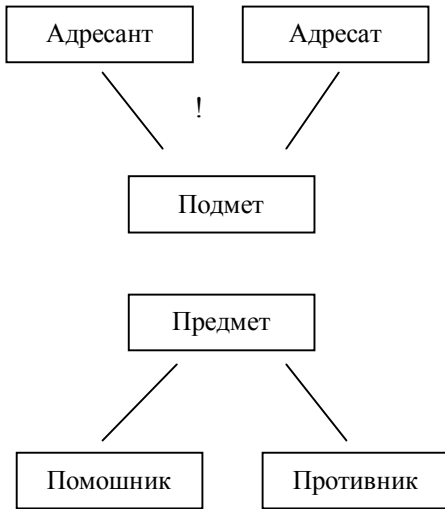 Адресант Адресат
!
Подмет
Предмет
Помошник Противник